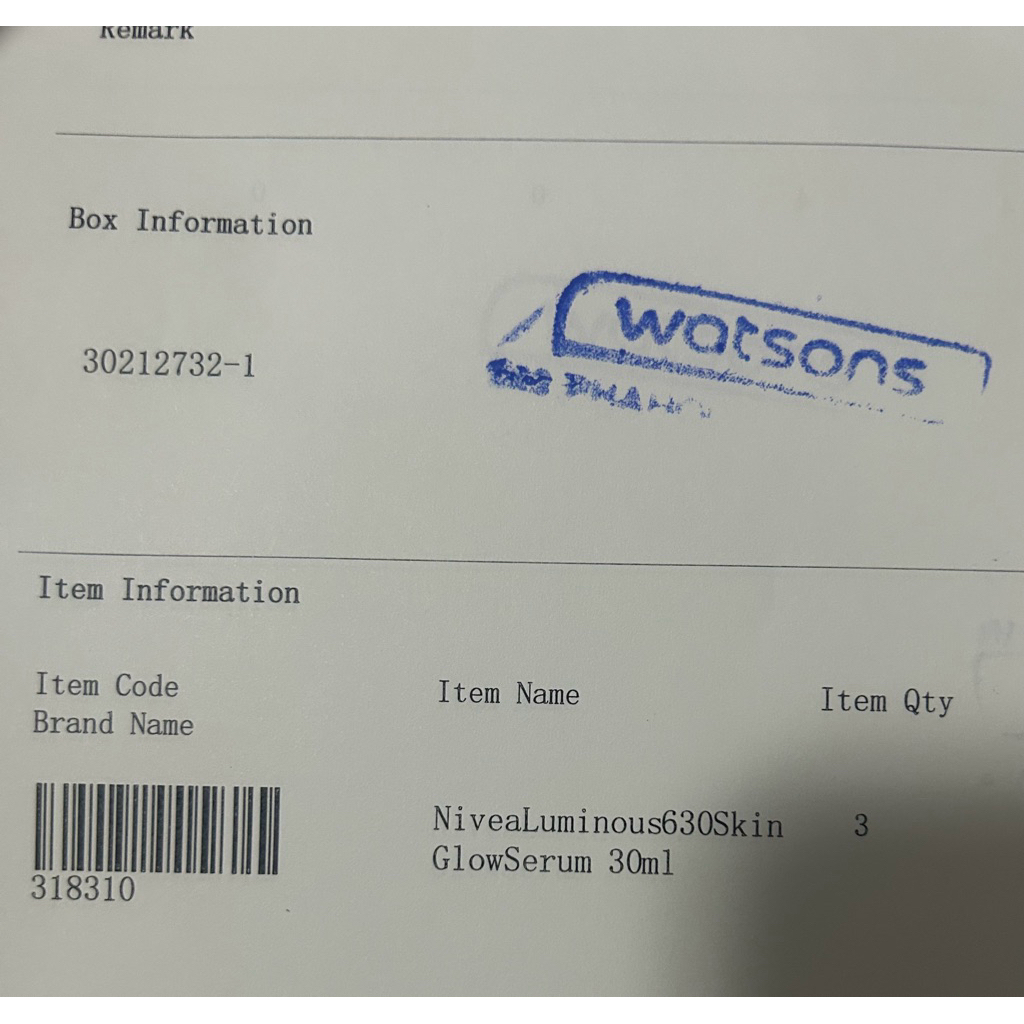 Remark
Box Information
watsons
30212732-1
Item Information
Item Code
Brand Name
Item Name
Item Qty
NiveaLuminous630Skin
GlowSerum 30ml
3
318310